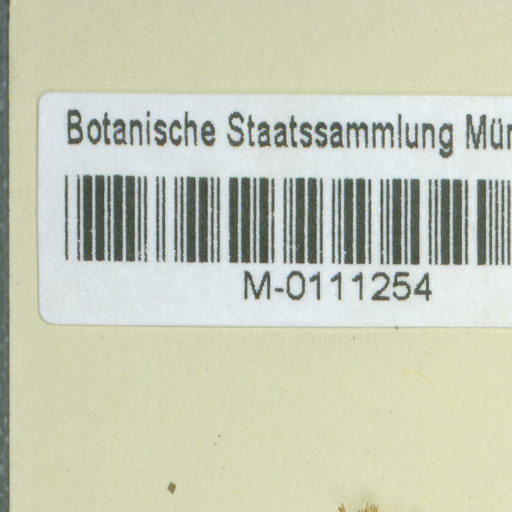 Botanische Staatssammlung Mün
M-0111254